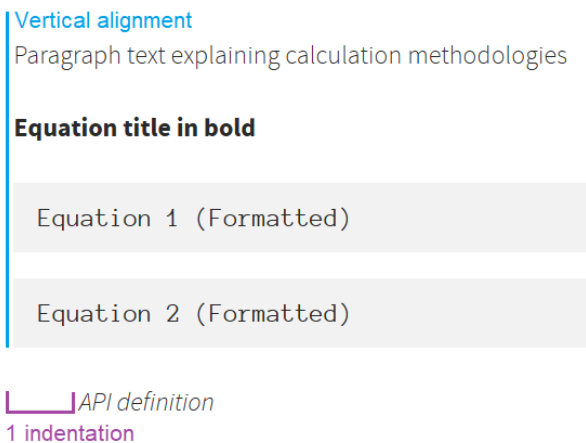 Vertical alignment
Paragraph text explaining calculation methodologies
Equation title in bold
Equation 1 (Formatted)
Equation 2 (Formatted)
API definition
1 indentation